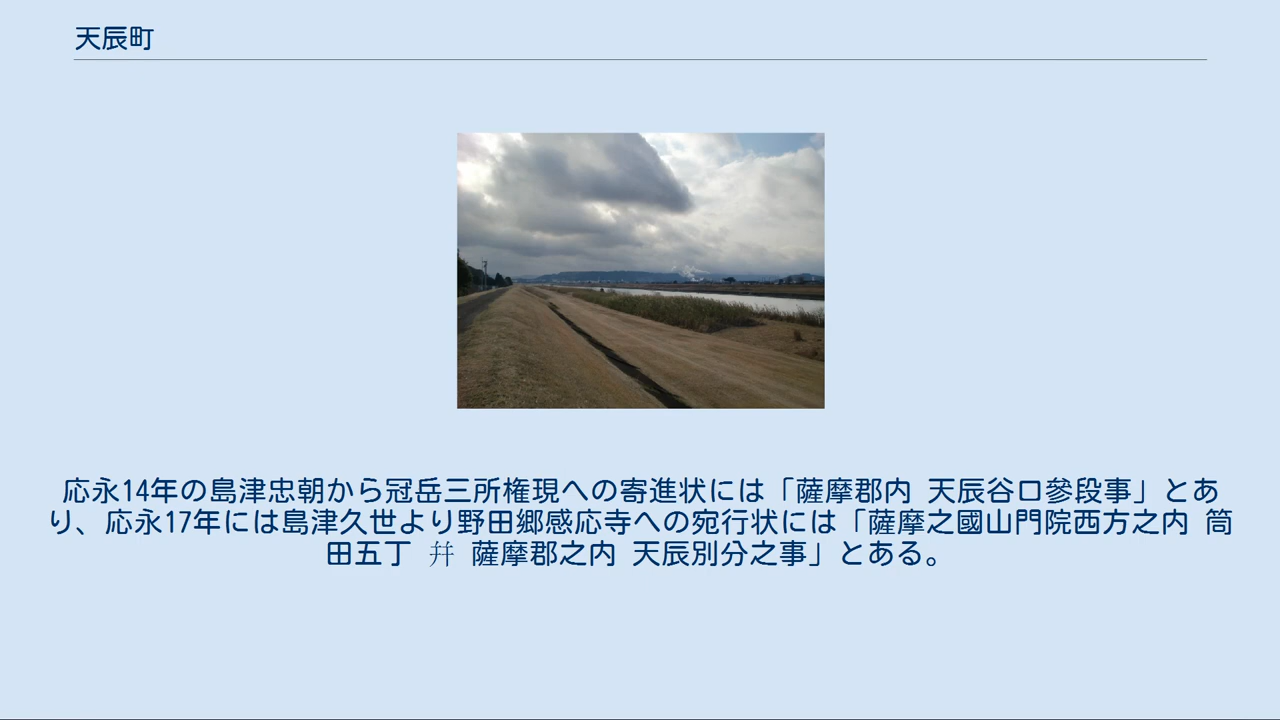 天辰町
応永14年の島津忠朝から冠岳三所権現への寄進状には「薩摩郡内 天辰谷口參段事」とあ
り、応永17年には島津久世より野田郷感応寺への宛行状には「薩摩之國山門院西方之内 筒
田五丁 幷 薩摩郡之内 天辰別分之事」とある。